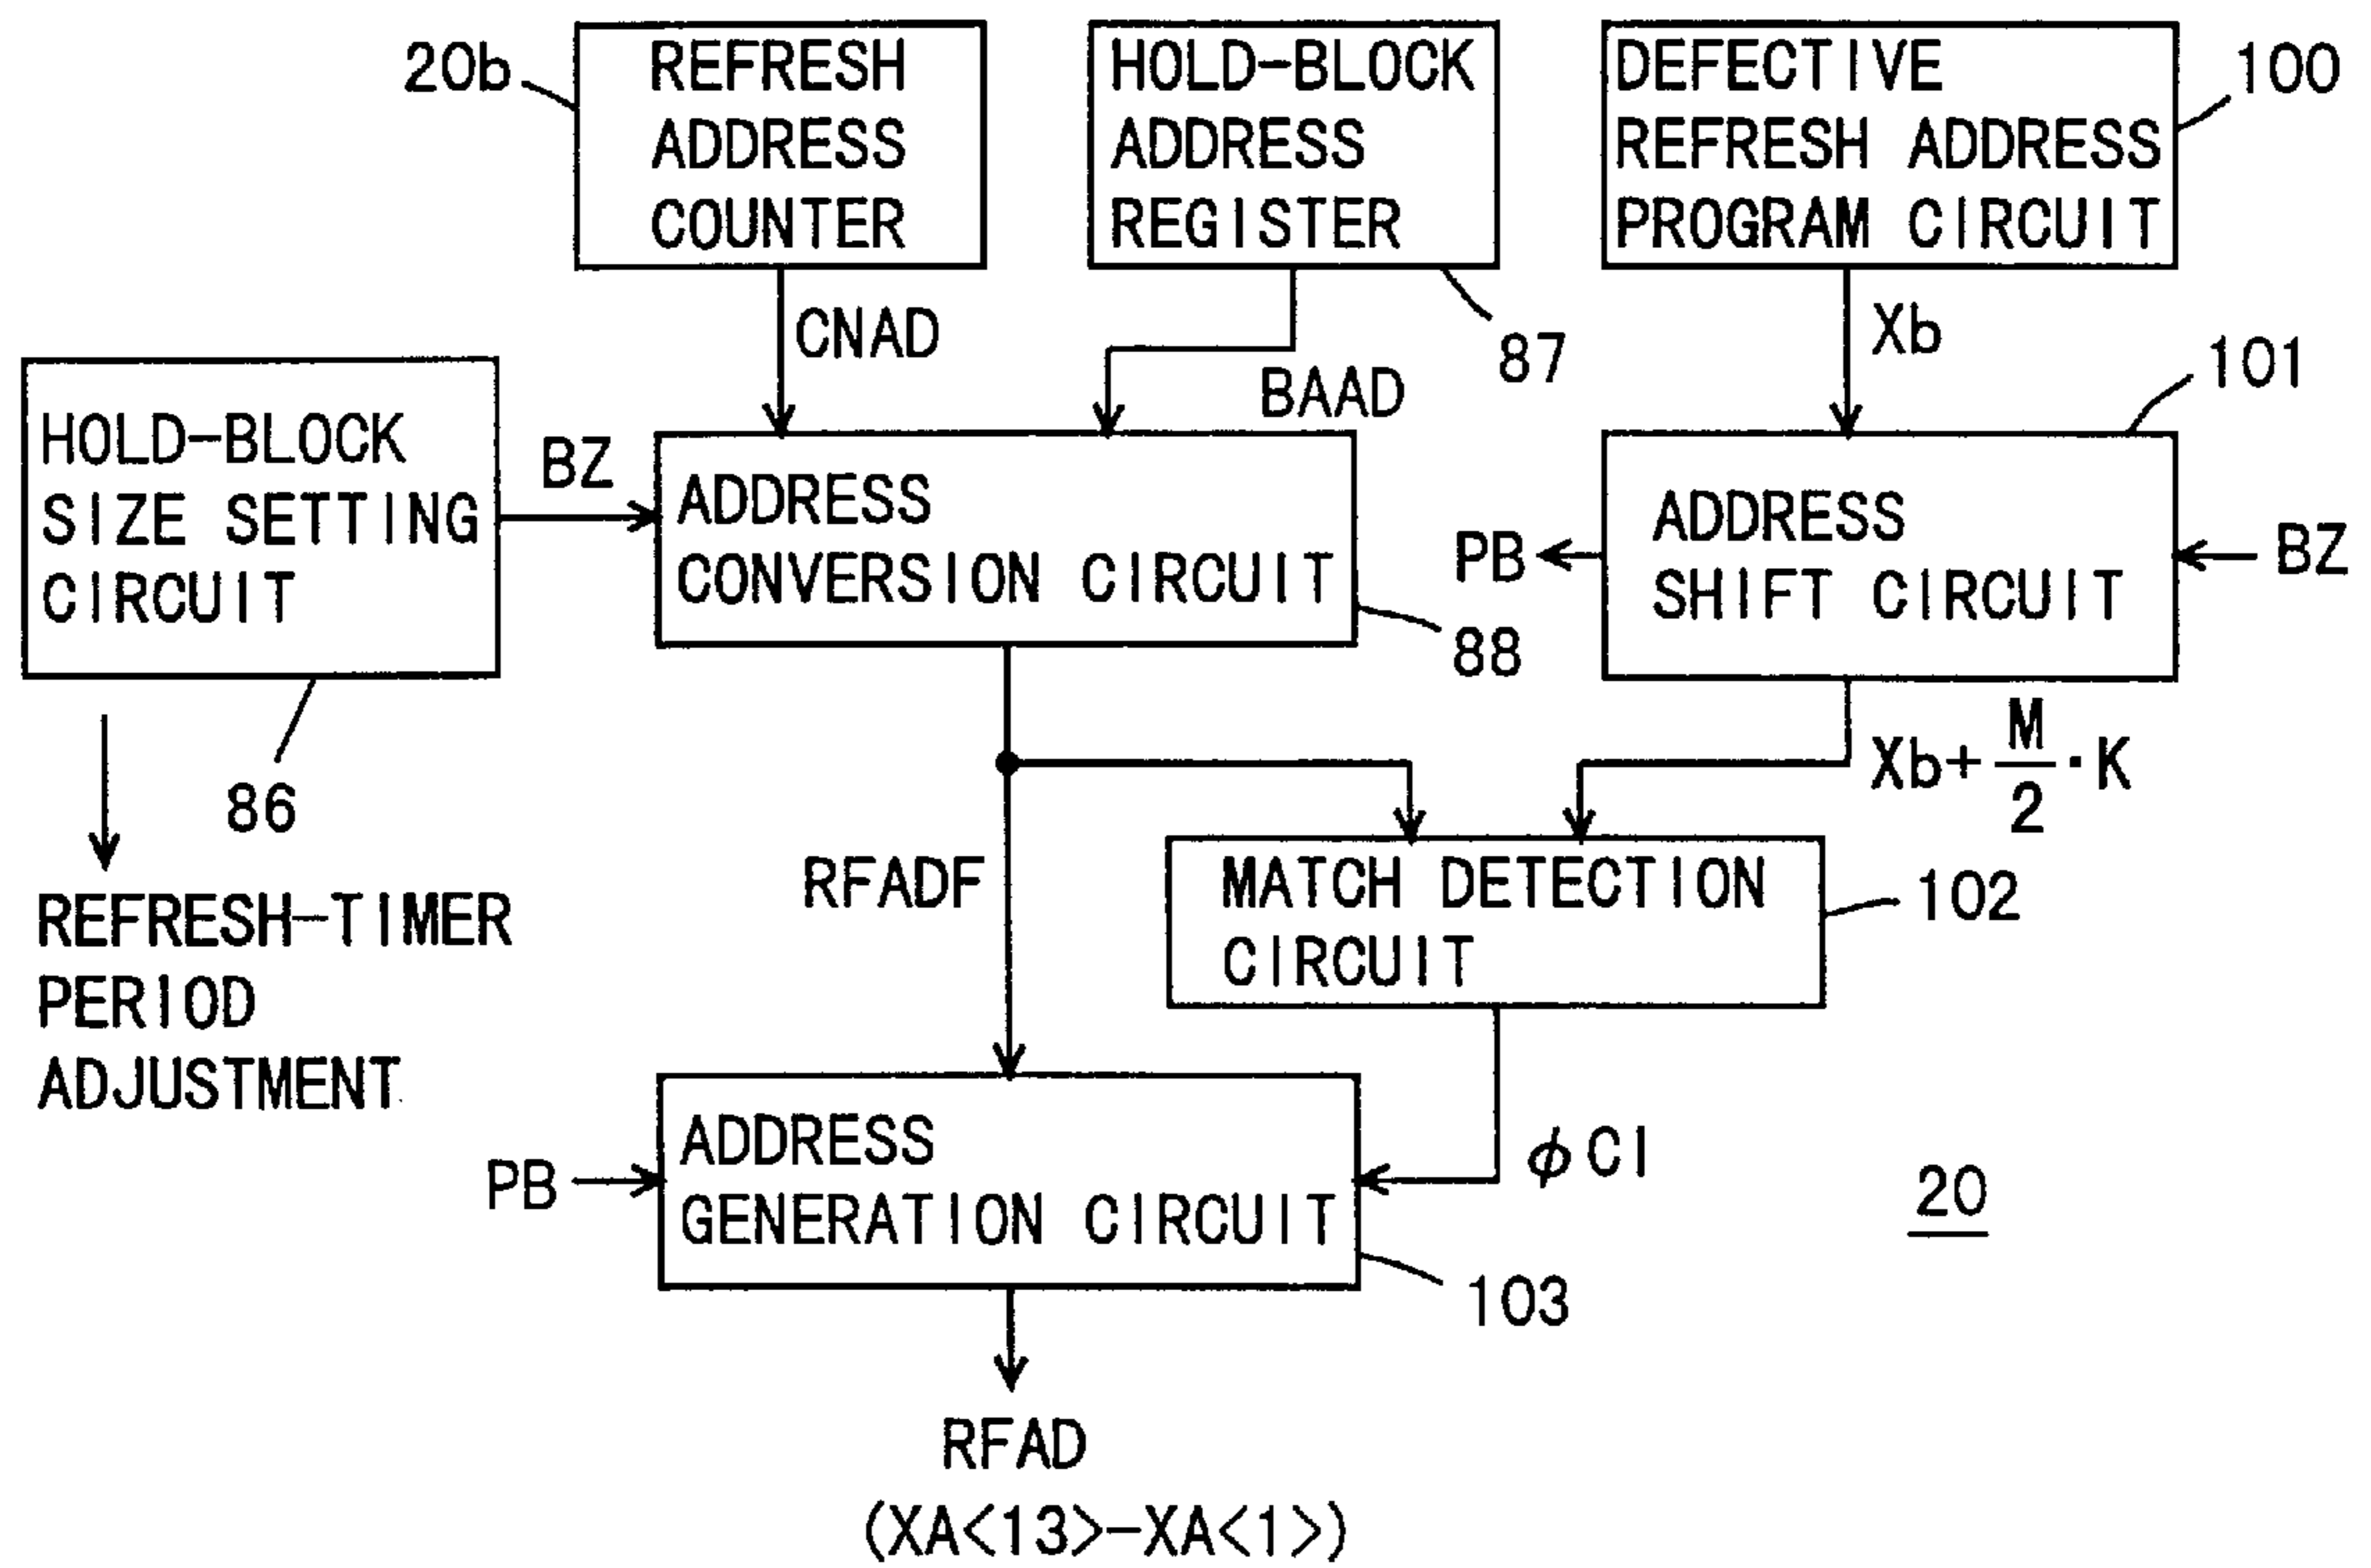 20b
REFRESH
ADDRESS
COUNTER
HOLD-BLOCK
ADDRESS
REGISTER
87
DEFECTIVE
REFRESH ADDRESS
PROGRAM CIRCUIT
100
CNAD
BAAD
Xb
101
HOLD-BLOCK
SIZE SETTING
CIRCUIT
86
BZ
ADDRESS
CONVERSION CIRCUIT
88
PB
ADDRESS
SHIFT CIRCUIT
BZ
Xb+M/2·K
REFRESH-TIMER
PERIOD
ADJUSTMENT
RFADF
MATCH DETECTION
CIRCUIT
102
PB
ADDRESS
GENERATION CIRCUIT
103
φCI
20
RFAD
(XA<13>-XA<1>)